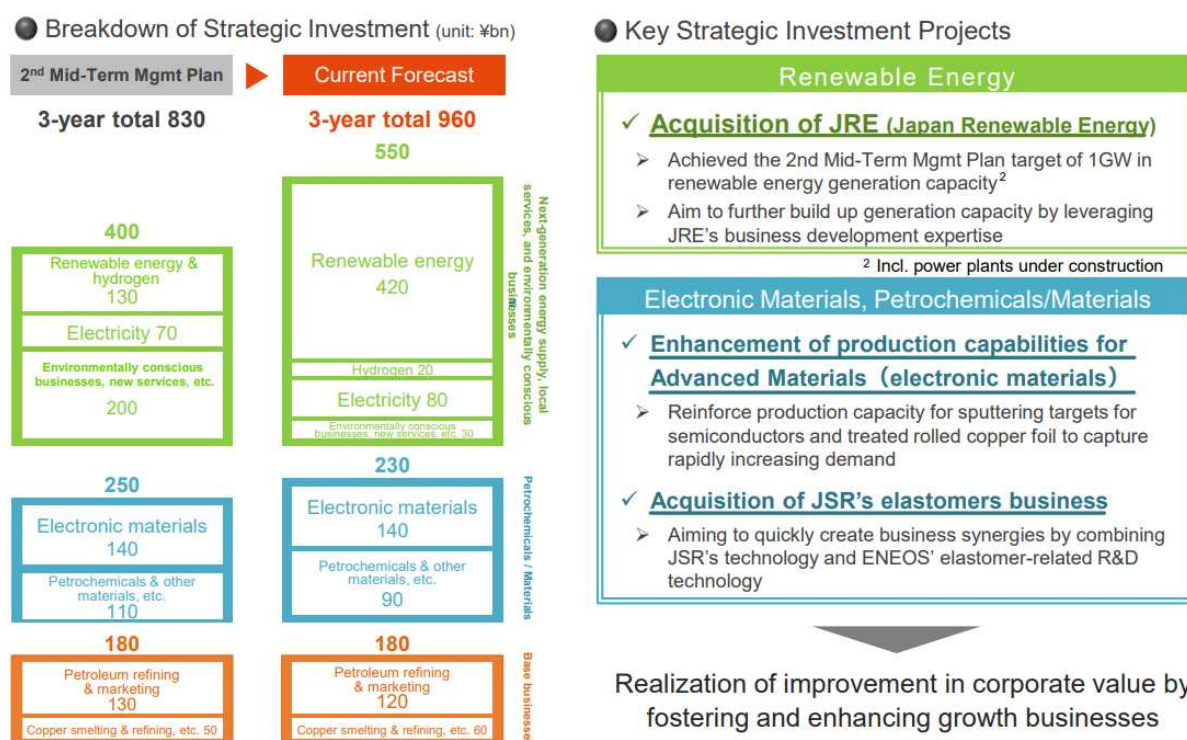 Breakdown of Strategic Investment (unit: ¥bn)
2nd Mid-Term Mgmt Plan
Current Forecast
3-year total 830
3-year total 960
400
Renewable energy &
hydrogen
130
Electricity 70
Environmentally conscious
businesses, new services, etc.
200
550
Renewable energy
420
Hydrogen 20
Electricity 80
Environmentally conscious
businesses, new services, etc. 30
Next-generation energy supply, local
services, and environmentally conscious
businesses
250
Electronic materials
140
Petrochemicals & other
materials, etc.
110
230
Electronic materials
140
Petrochemicals & other
materials, etc.
90
Petrochemicals / Materials
180
Petroleum refining
& marketing
130
Copper smelting & refining, etc. 50
180
Petroleum refining
& marketing
120
Copper smelting & refining, etc. 60
Base businesse
Key Strategic Investment Projects
Renewable Energy
✓ Acquisition of JRE (Japan Renewable Energy)
➢ Achieved the 2nd Mid-Term Mgmt Plan target of 1GW in
renewable energy generation capacity2
➢ Aim to further build up generation capacity by leveraging
JRE's business development expertise
2 Incl. power plants under construction
Electronic Materials, Petrochemicals/Materials
✓ Enhancement of production capabilities for
Advanced Materials（electronic materials）
➢ Reinforce production capacity for sputtering targets for
semiconductors and treated rolled copper foil to capture
rapidly increasing demand
✓ Acquisition of JSR's elastomers business
➢ Aiming to quickly create business synergies by combining
JSR's technology and ENEOS' elastomer-related R&D
technology
Realization of improvement in corporate value by
fostering and enhancing growth businesses